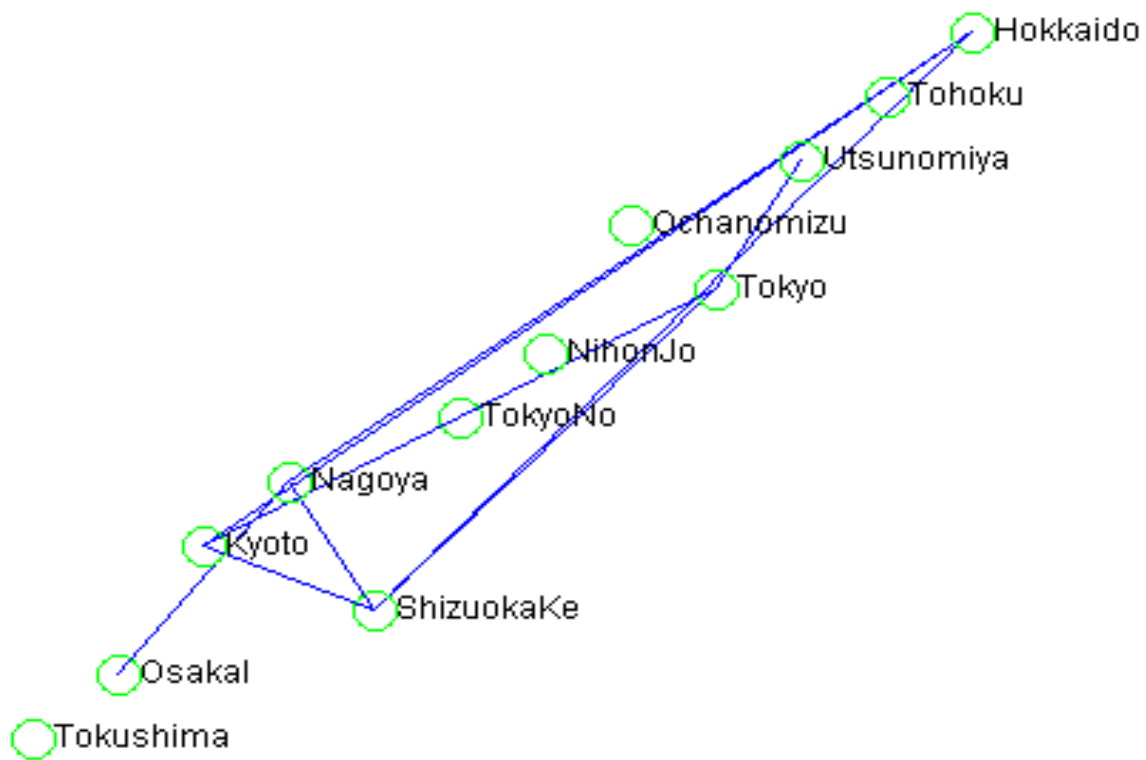 Hokkaido
Tohoku
Utsunomiya
Ochanomizu
Tokyo
NihonJo
TokyoNo
Nagoya
Kyoto
ShizuokaKe
OsakaI
Tokushima